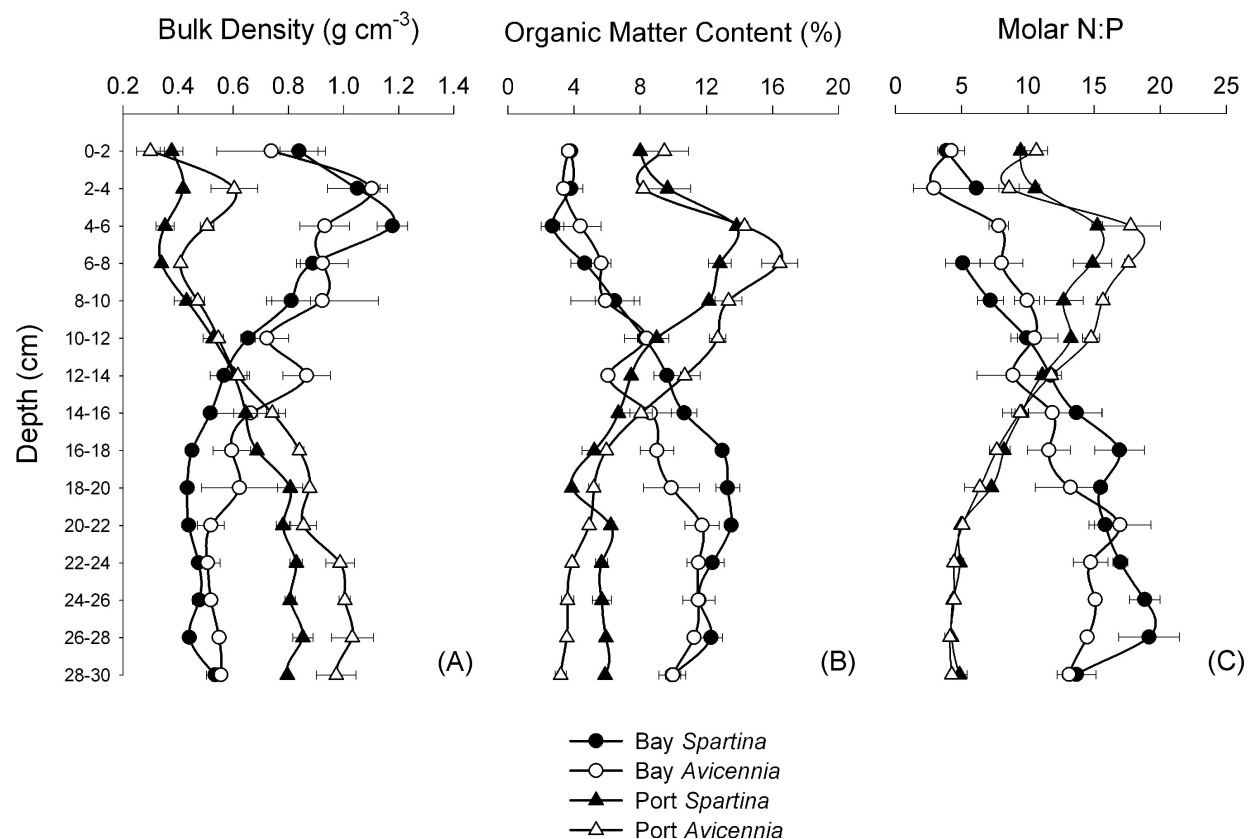 Bulk Density (g cm-3)
Organic Matter Content (%)
Molar N:P
0.2 0.4 0.6 0.8 1.0 1.2 1.4
0 4 8 12 16 20
0 5 10 15 20 25
Depth (cm)
0-2
2-4
4-6
6-8
8-10
10-12
12-14
14-16
16-18
18-20
20-22
22-24
24-26
26-28
28-30
(A)
(B)
(C)
Bay Spartina
Bay Avicennia
Port Spartina
Port Avicennia